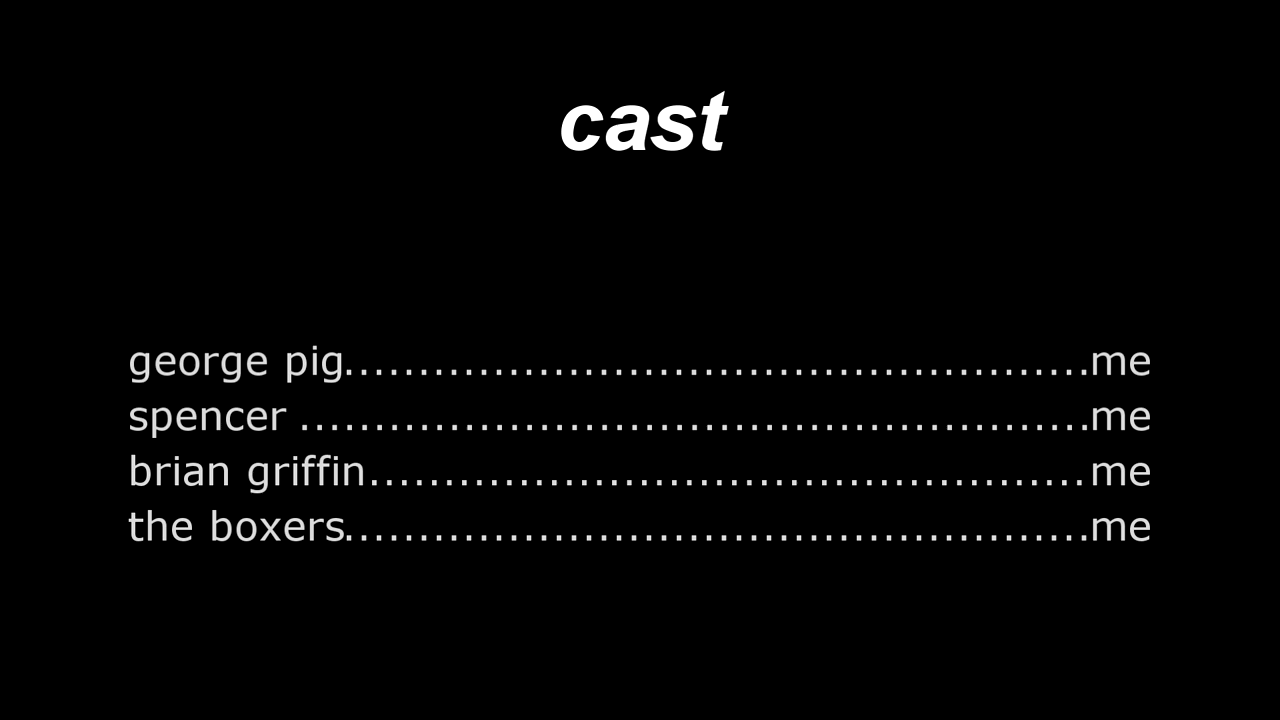 cast
george pig..................................................me
spencer .....................................................me
brian griffin................................................me
the boxers..................................................me